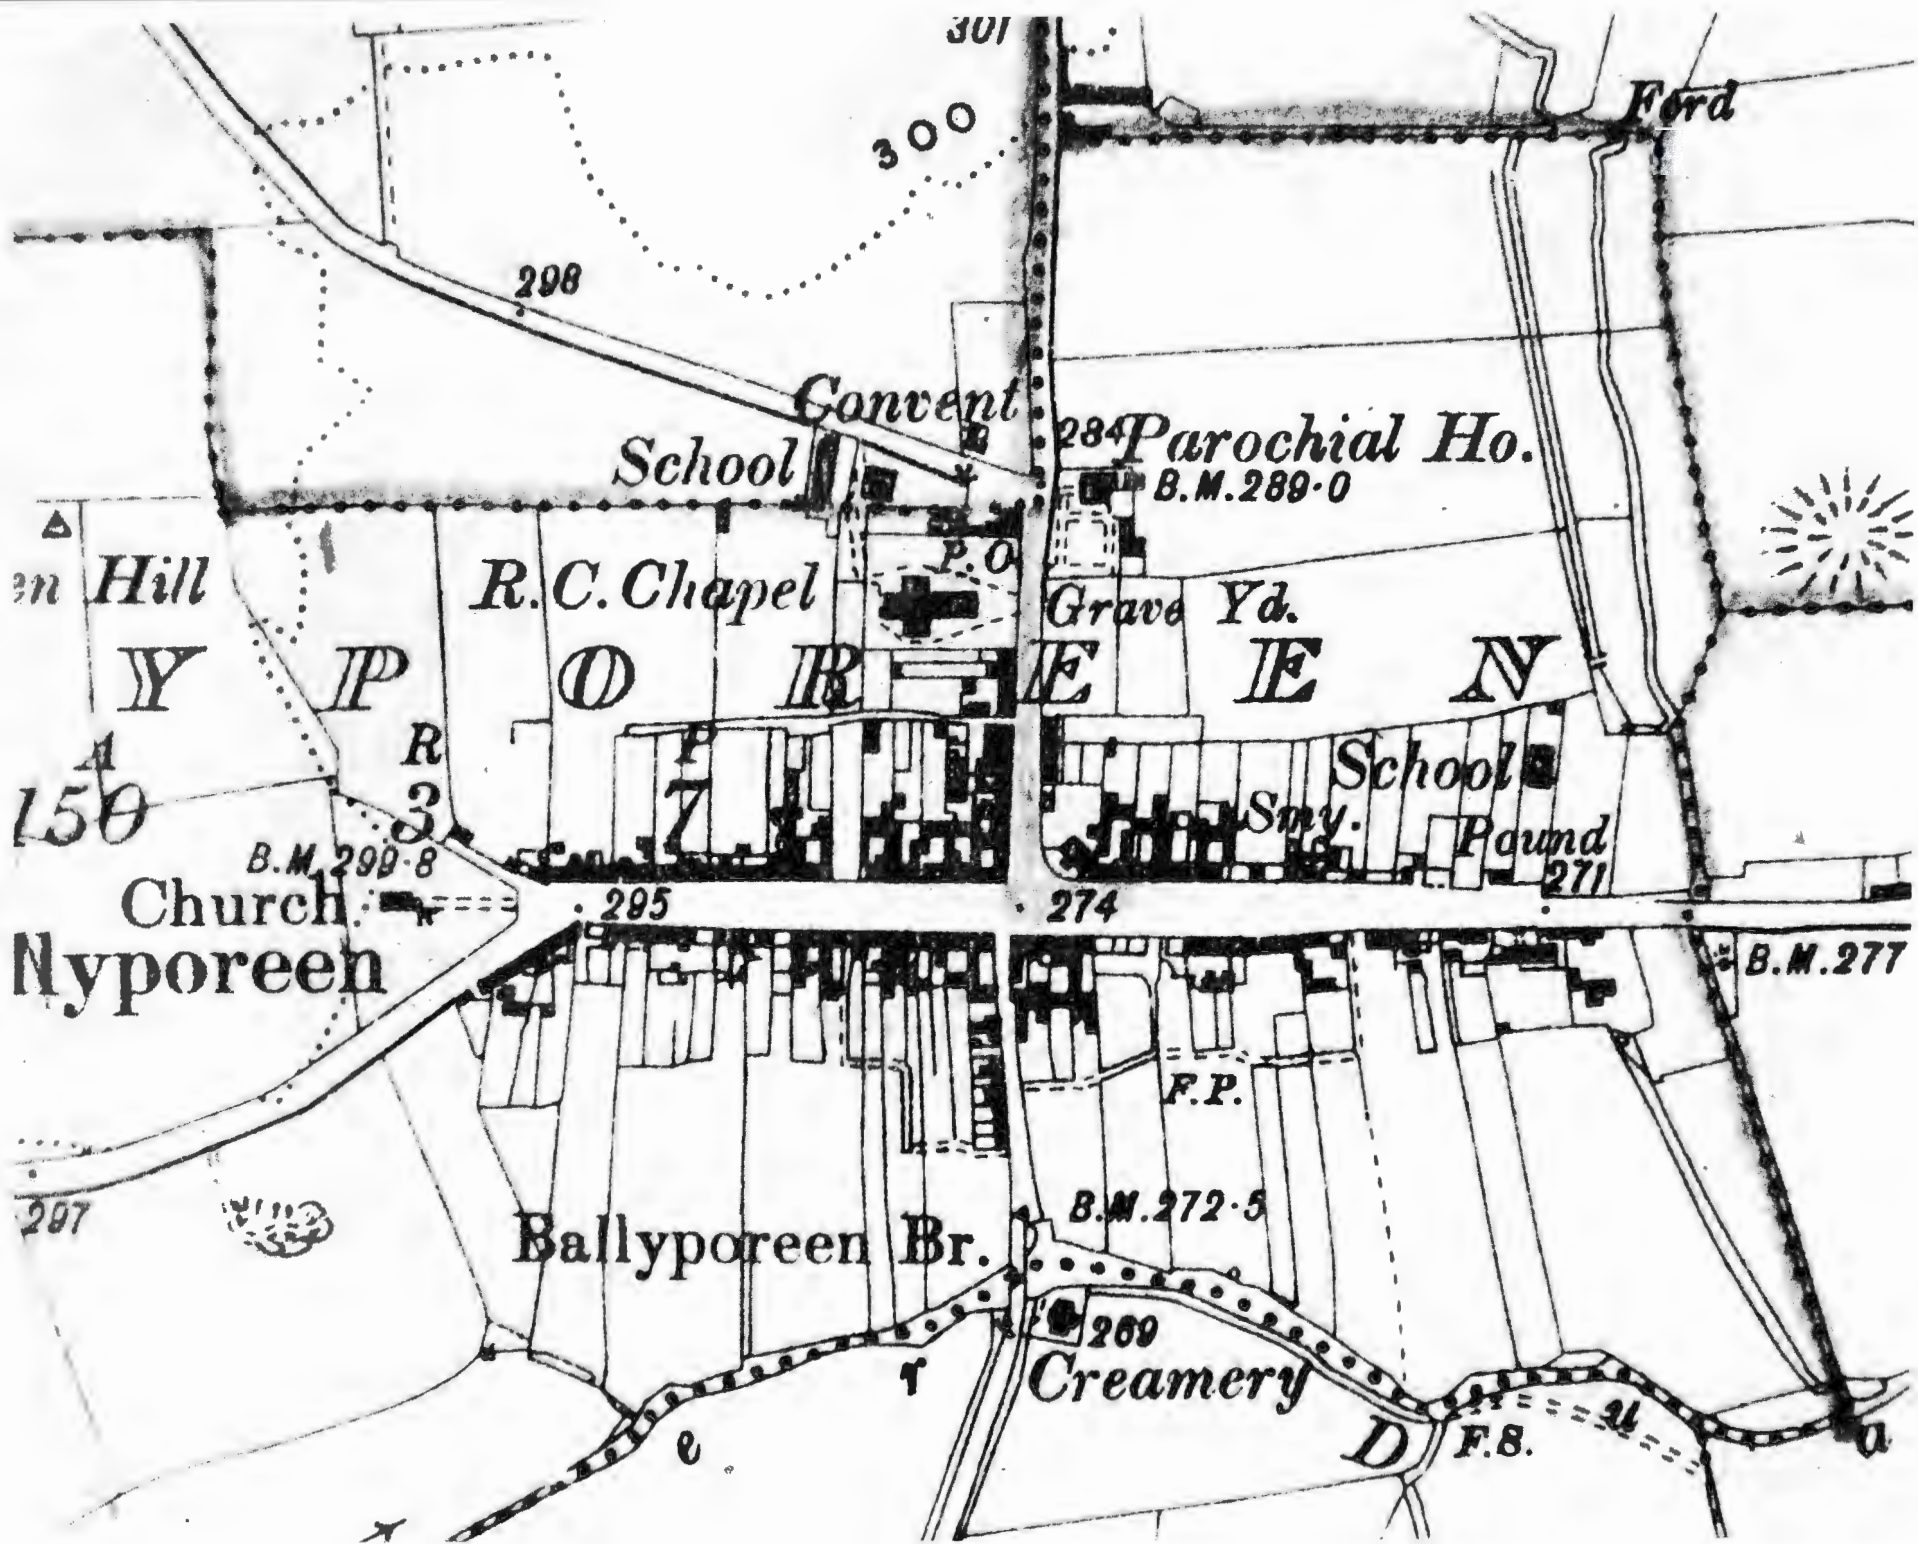 301
Ford
300
298
Convent
284
Parochial Ho.
School
B.M.289·0
P.O
Hill
R.C.Chapel
Grave Yd.
Y P O R E E N
R
P
School
150
3
7
Smy.
Pound
B.M.299·8
271
Church
295
274
B.M.277
yporeen
F.P.
297
B.M.272·5
Ballyporeen Br.
269
Creamery
r
e
D
F.S.
u
a